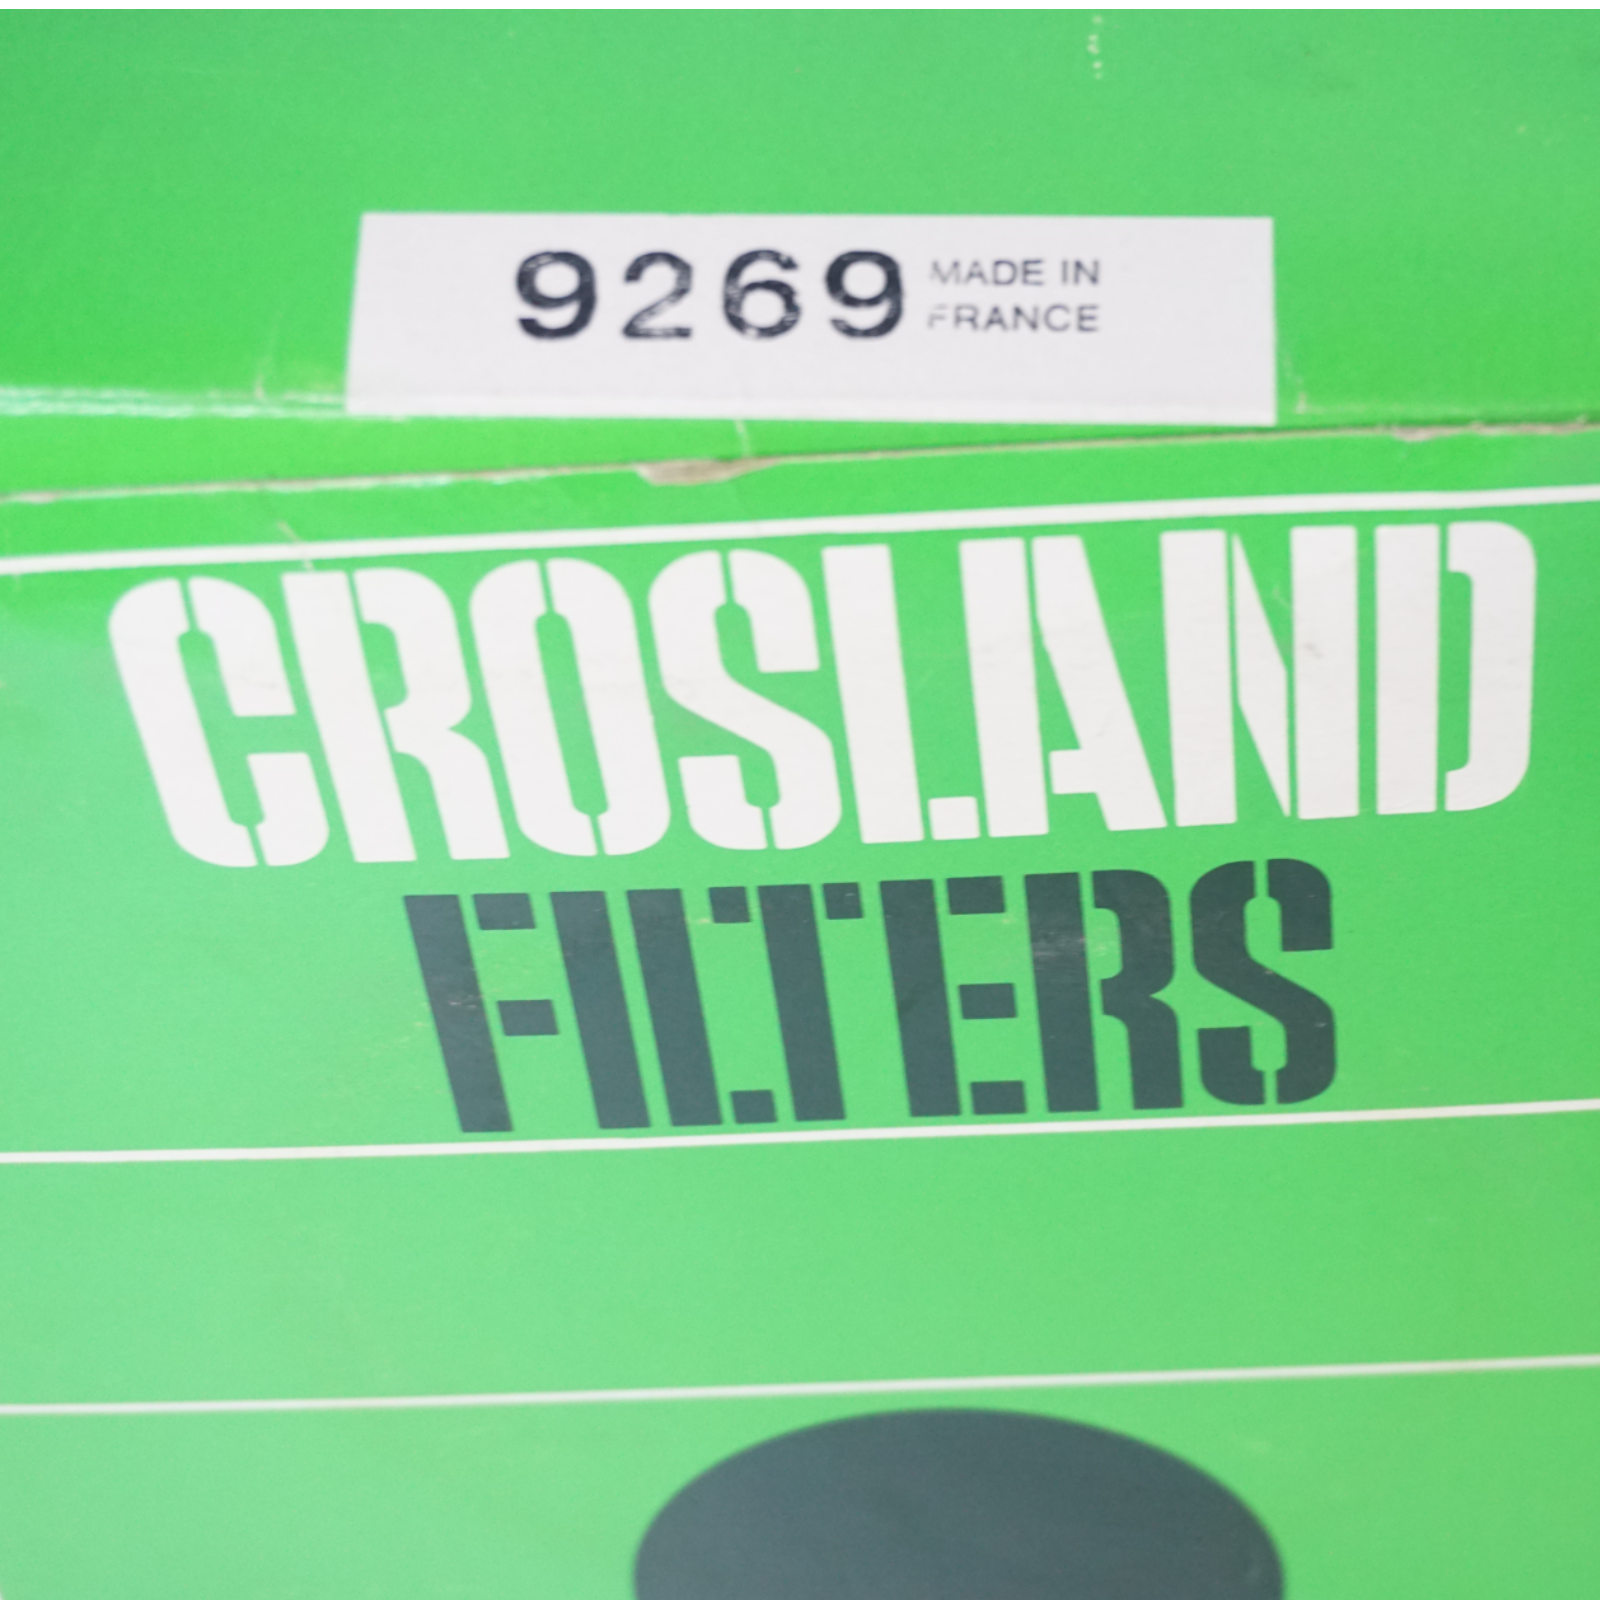 9269 MADE IN
FRANCE
CROSLAND
FILTERS